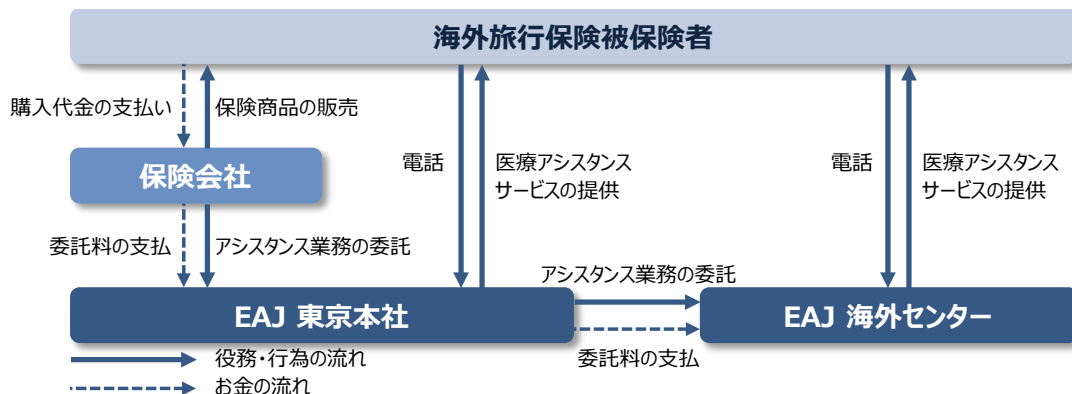 海外旅行保険被保険者
購入代金の支払い
保険商品の販売
保険会社
電話
医療アシスタンス
サービスの提供
電話
医療アシスタンス
サービスの提供
委託料の支払
アシスタンス業務の委託
アシスタンス業務の委託
EAJ 東京本社
EAJ 海外センター
委託料の支払
役務・行為の流れ
お金の流れ